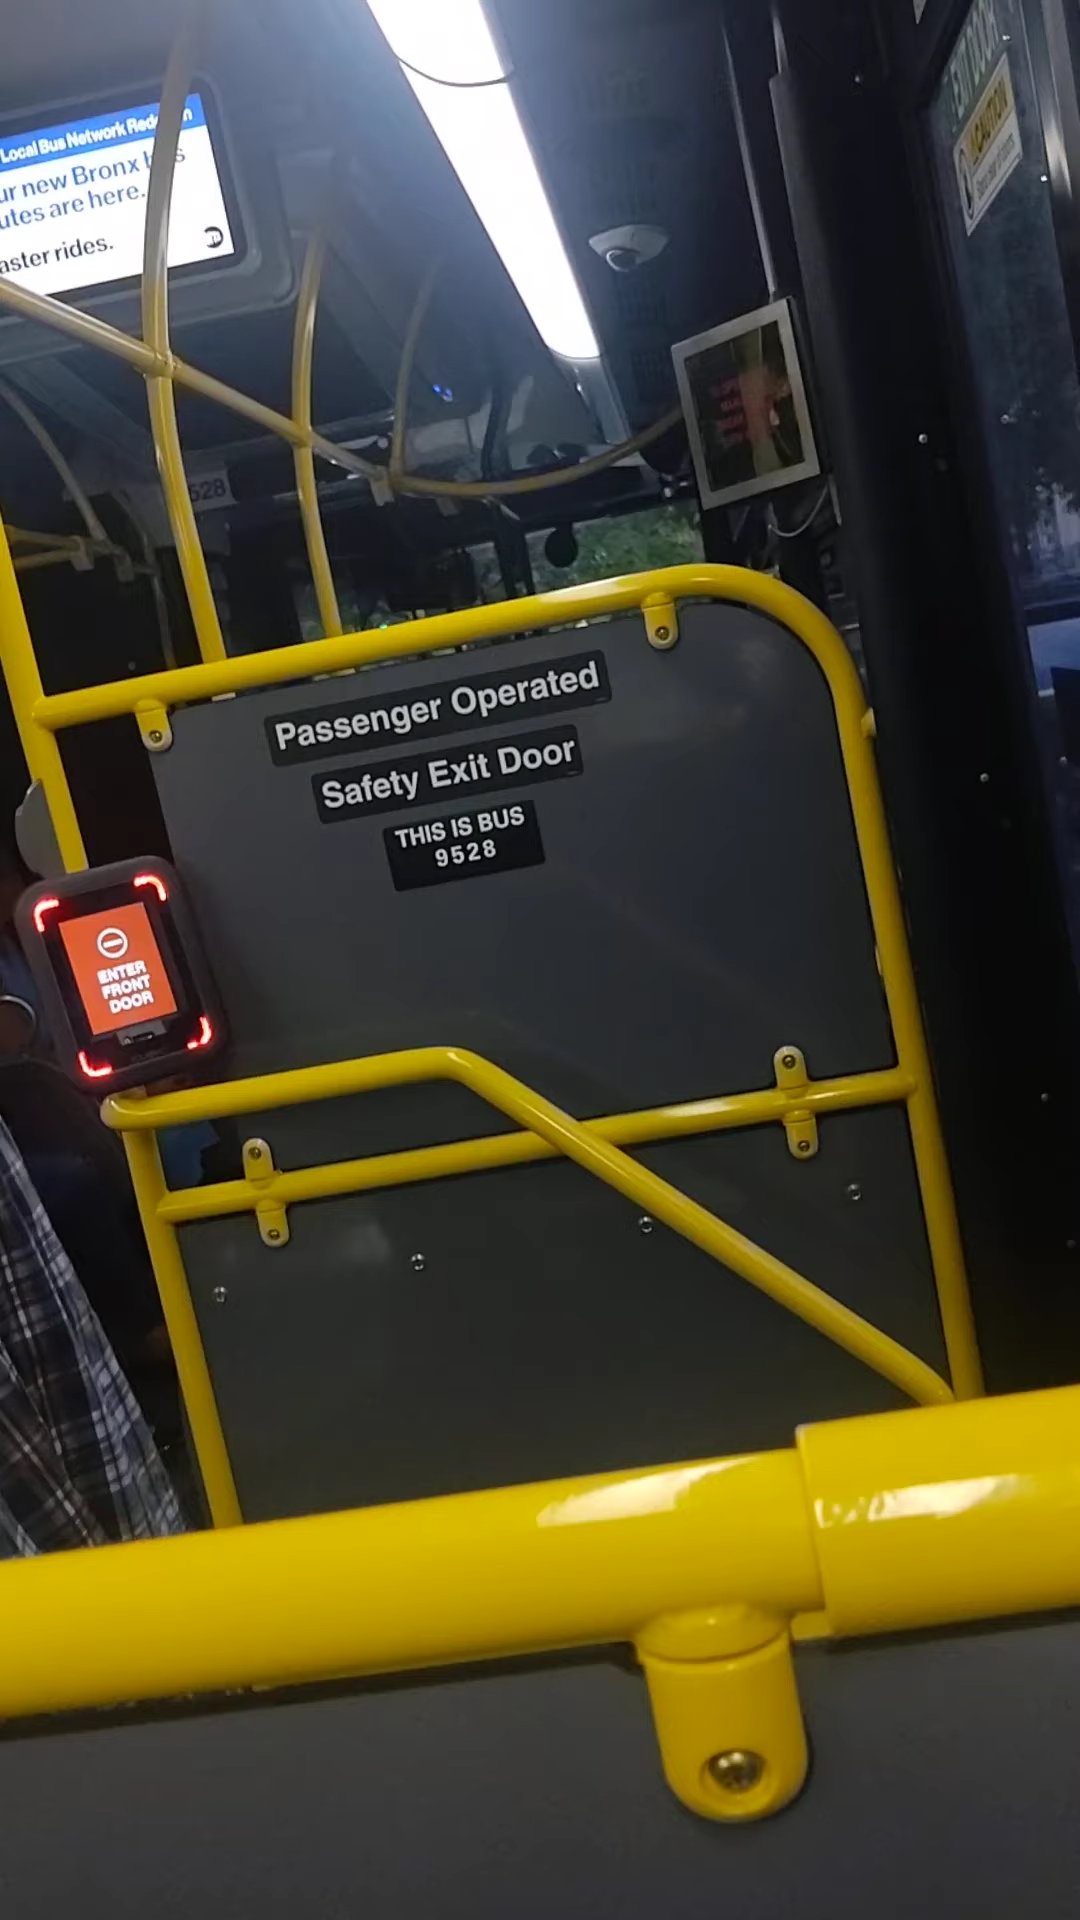 Local Bus Network Red
ur new Bronx b s
utes are here.
aster rides.
CAUTION
528
Passenger Operated
Safety Exit Door
THIS IS BUS
9528
ENTER
FRONT
DOOR